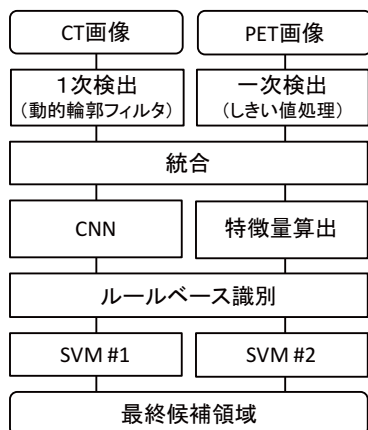 CT画像
PET画像
１次検出
（動的輪郭フィルタ）
一次検出
（しきい値処理）
統合
CNN
特徴量算出
ルールベース識別
SVM #1
SVM #2
最終候補領域